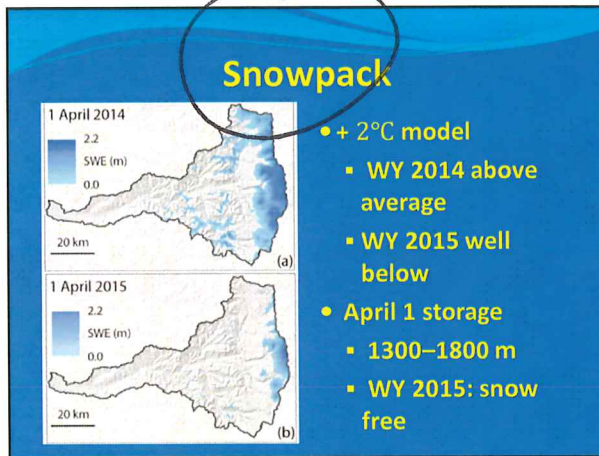 Snowpack
1 April 2014
2.2
SWE (m)
0.0
20 km
(a)
1 April 2015
2.2
SWE (m)
0.0
20 km
(b)
• + 2°C model
▪ WY 2014 above
average
▪ WY 2015 well
below
• April 1 storage
▪ 1300–1800 m
▪ WY 2015: snow
free